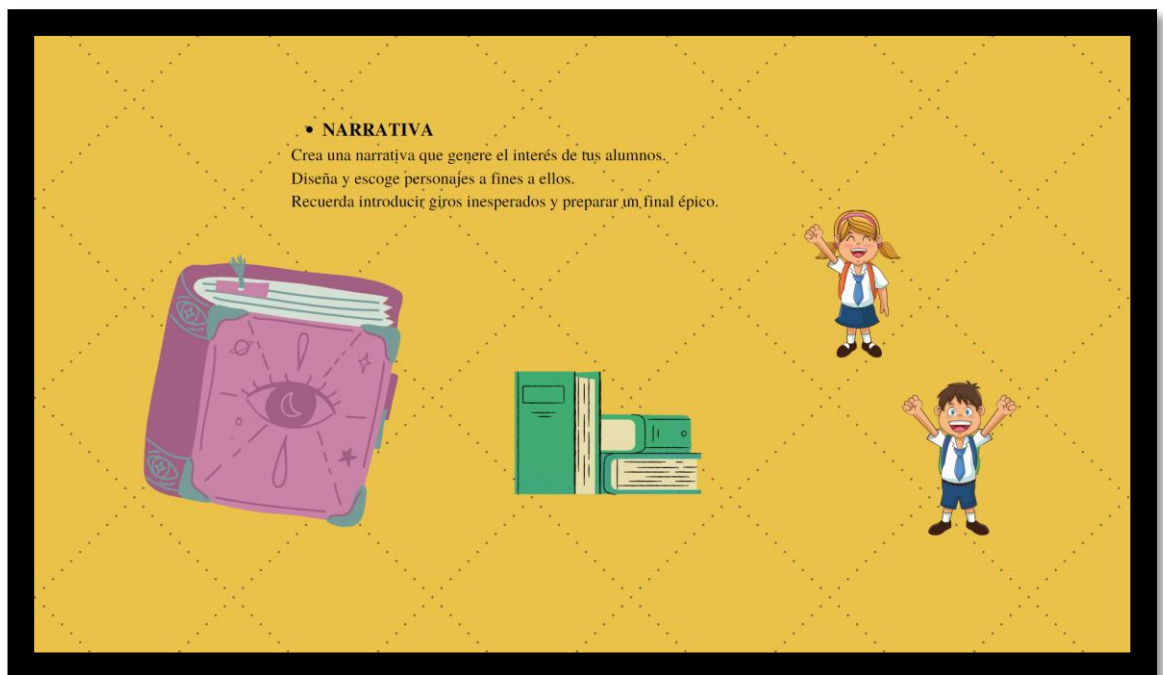 • NARRATIVA
Crea una narrativa que genere el interés de tus alumnos.
Diseña y escoge personajes a fines a ellos.
Recuerda introducir giros inesperados y preparar un final épico.